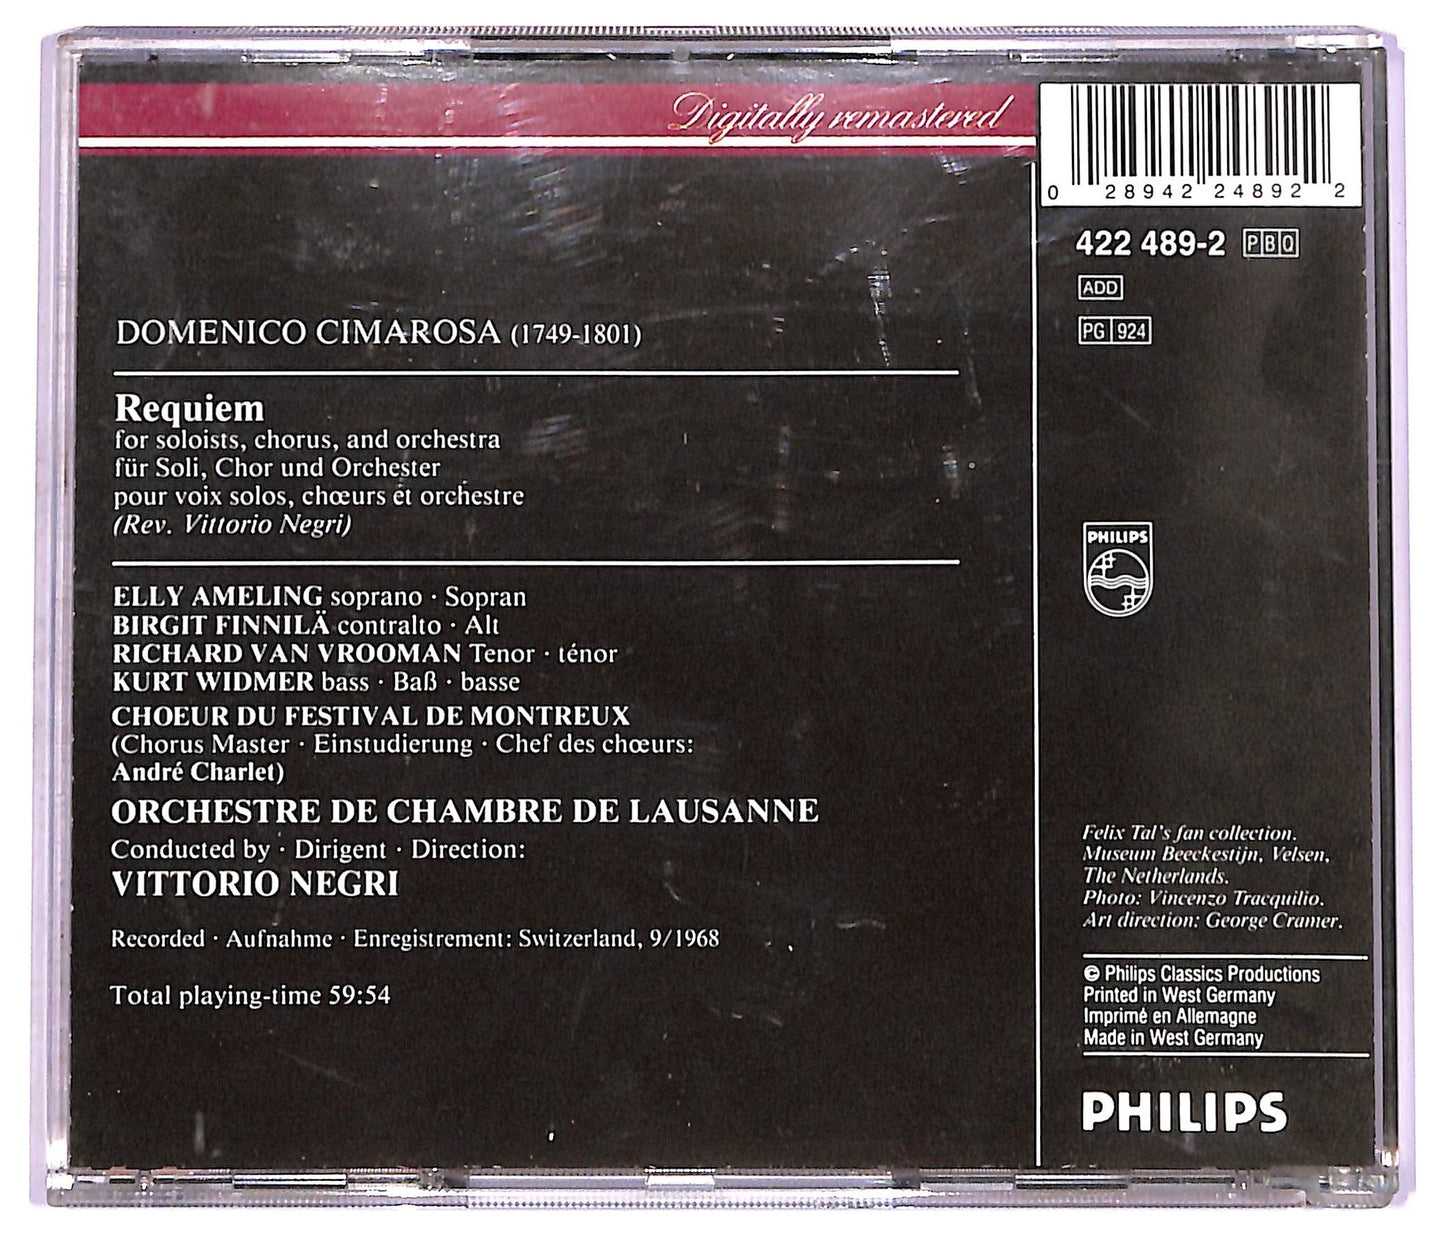 Digitally remastered
0 28942 24892 2
422 489-2 PBQ
ADD
PG 924
DOMENICO CIMAROSA (1749-1801)
Requiem
for soloists, chorus, and orchestra
für Soli, Chor und Orchester
pour voix solos, chœurs et orchestre
(Rev. Vittorio Negri)
ELLY AMELING soprano · Sopran
BIRGIT FINNILÄ contralto · Alt
RICHARD VAN VROOMAN Tenor · ténor
KURT WIDMER bass · Baß · basse
CHOEUR DU FESTIVAL DE MONTREUX
(Chorus Master · Einstudierung · Chef des chœurs:
André Charlet)
ORCHESTRE DE CHAMBRE DE LAUSANNE
Conducted by · Dirigent · Direction:
VITTORIO NEGRI
Recorded · Aufnahme · Enregistrement: Switzerland, 9/1968
Total playing-time 59:54
PHILIPS
Felix Tal's fan collection.
Museum Beeckestijn, Velsen,
The Netherlands.
Photo: Vincenzo Tracquilio.
Art direction: George Cramer.
© Philips Classics Productions
Printed in West Germany
Imprimé en Allemagne
Made in West Germany
PHILIPS